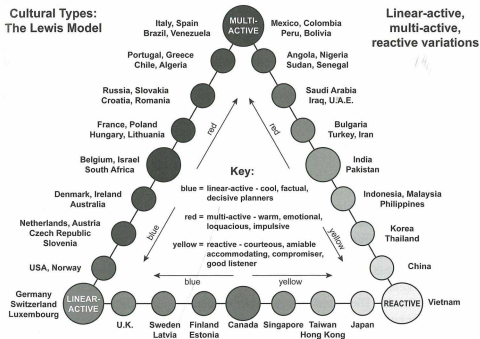 Cultural Types:
The Lewis Model
Linear-active,
multi-active,
reactive variations
MULTI-
ACTIVE
Italy, Spain
Brazil, Venezuela
Mexico, Colombia
Peru, Bolivia
Portugal, Greece
Chile, Algeria
Angola, Nigeria
Sudan, Senegal
Russia, Slovakia
Croatia, Romania
Saudi Arabia
Iraq, U.A.E.
France, Poland
Hungary, Lithuania
Bulgaria
Turkey, Iran
red
Belgium, Israel
South Africa
India
Pakistan
Key:
blue = linear-active - cool, factual,
decisive planners
red = multi-active - warm, emotional,
loquacious, impulsive
yellow = reactive - courteous, amiable
accommodating, compromiser,
good listener
Denmark, Ireland
Australia
Indonesia, Malaysia
Philippines
Netherlands, Austria
Czech Republic
Slovenia
blue
yellow
Korea
Thailand
USA, Norway
China
blue
yellow
Germany
Switzerland
Luxembourg
LINEAR-
ACTIVE
REACTIVE
Vietnam
U.K.
Sweden
Latvia
Finland
Estonia
Canada
Singapore
Taiwan
Hong Kong
Japan